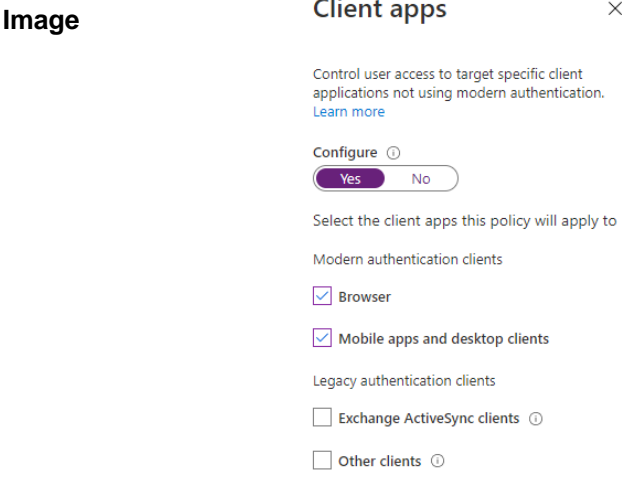 Image
Client apps
Control user access to target specific client
applications not using modern authentication.
Learn more
Configure
Yes No
Select the client apps this policy will apply to
Modern authentication clients
Browser
Mobile apps and desktop clients
Legacy authentication clients
Exchange ActiveSync clients
Other clients